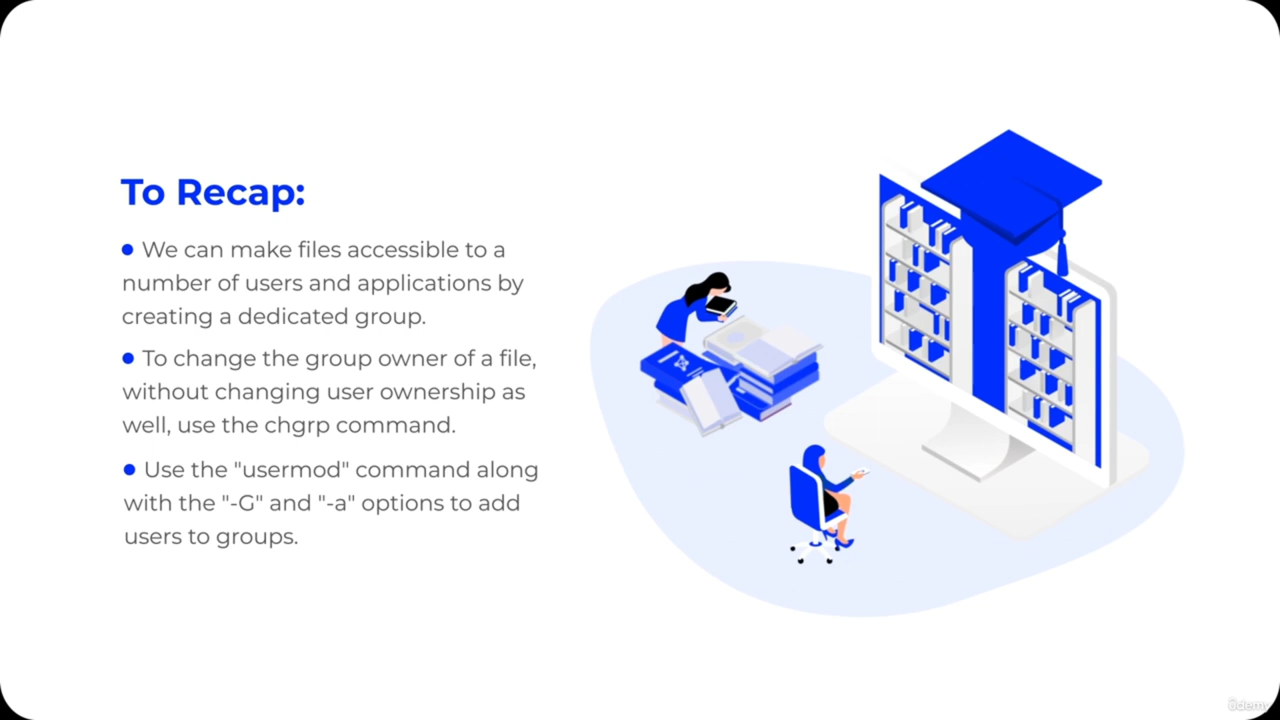 To Recap:
● We can make files accessible to a
number of users and applications by
creating a dedicated group.
● To change the group owner of a file,
without changing user ownership as
well, use the chgrp command.
● Use the "usermod" command along
with the "-G" and "-a" options to add
users to groups.
ûdemy